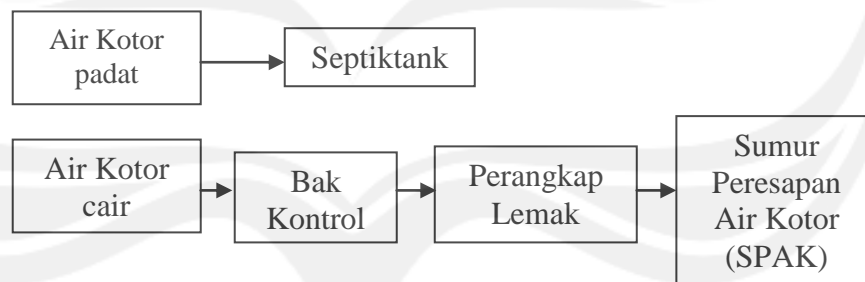 Air Kotor
padat
Septiktank
Air Kotor
cair
Bak
Kontrol
Perangkap
Lemak
Sumur
Peresapan
Air Kotor
(SPAK)